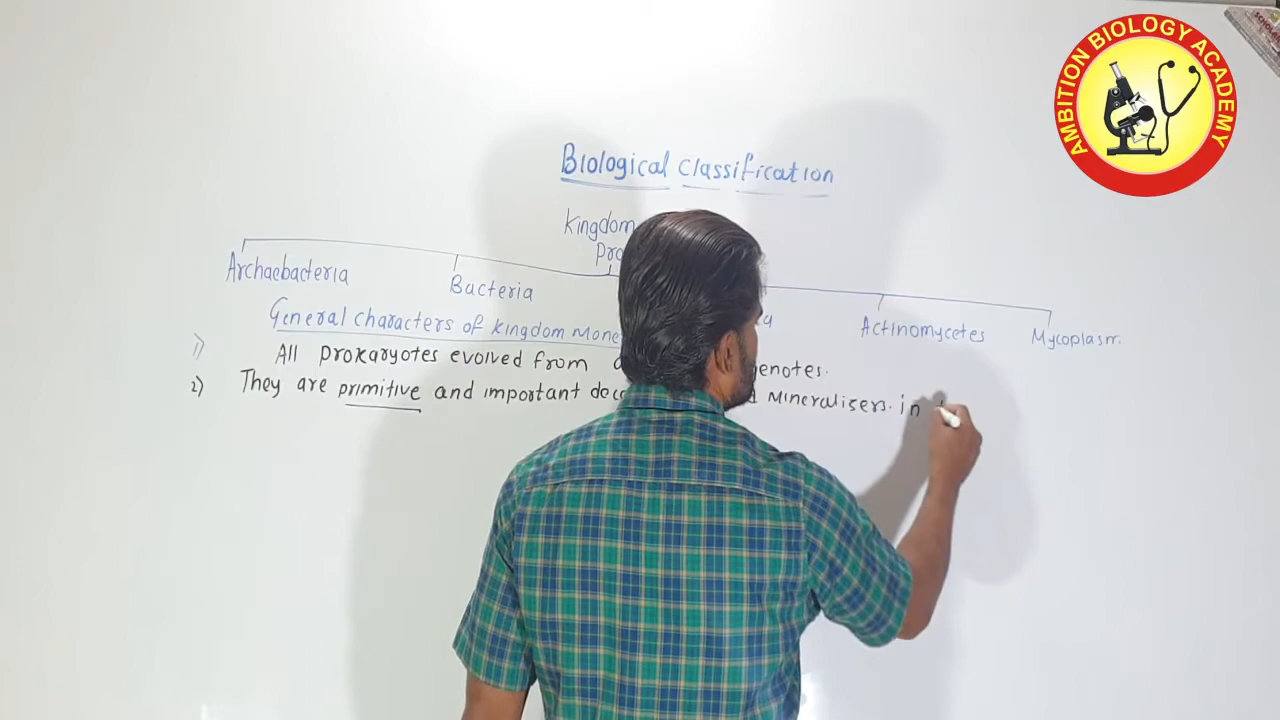 AMBITION BIOLOGY ACADEMY
Biological classification
Kingdom
Archaebacteria
Bacteria
Actinomycetes
Mycoplasm.
General characters of kingdom
1) All prokaryotes evolved from
2) They are primitive and important Mineralisers. in